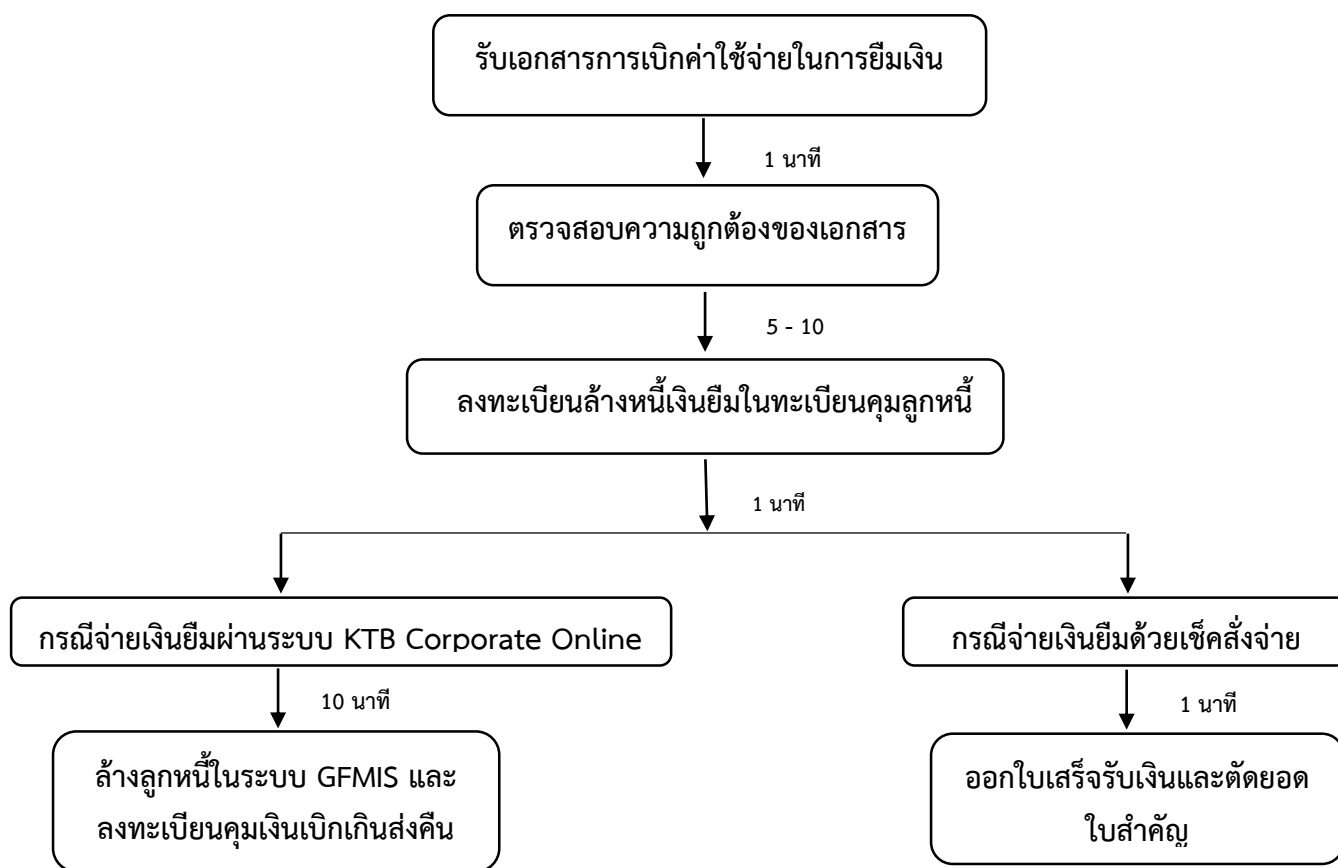 รับเอกสารการเบิกค่าใช้จ่ายในการยืมเงิน
1 นาที
ตรวจสอบความถูกต้องของเอกสาร
5 - 10
ลงทะเบียนล้างหนี้เงินยืมในทะเบียนคุมลูกหนี้
1 นาที
กรณีจ่ายเงินยืมผ่านระบบ KTB Corporate Online
กรณีจ่ายเงินยืมด้วยเช็คสั่งจ่าย
10 นาที
1 นาที
ล้างลูกหนี้ในระบบ GFMIS และ
ลงทะเบียนคุมเงินเบิกเกินส่งคืน
ออกใบเสร็จรับเงินและตัดยอด
ใบสำคัญ